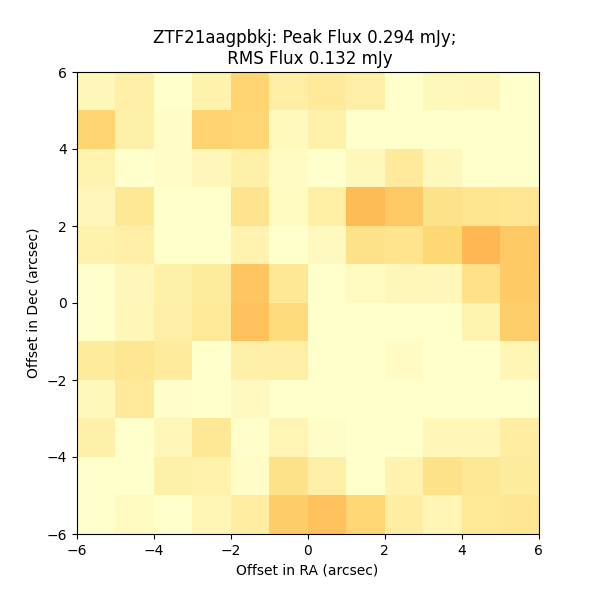 ZTF21aagpbkj: Peak Flux 0.294 mJy;
RMS Flux 0.132 mJy
6
4
2
0
−2
−4
−6
Offset in Dec (arcsec)
−6 −4 −2 0 2 4 6
Offset in RA (arcsec)